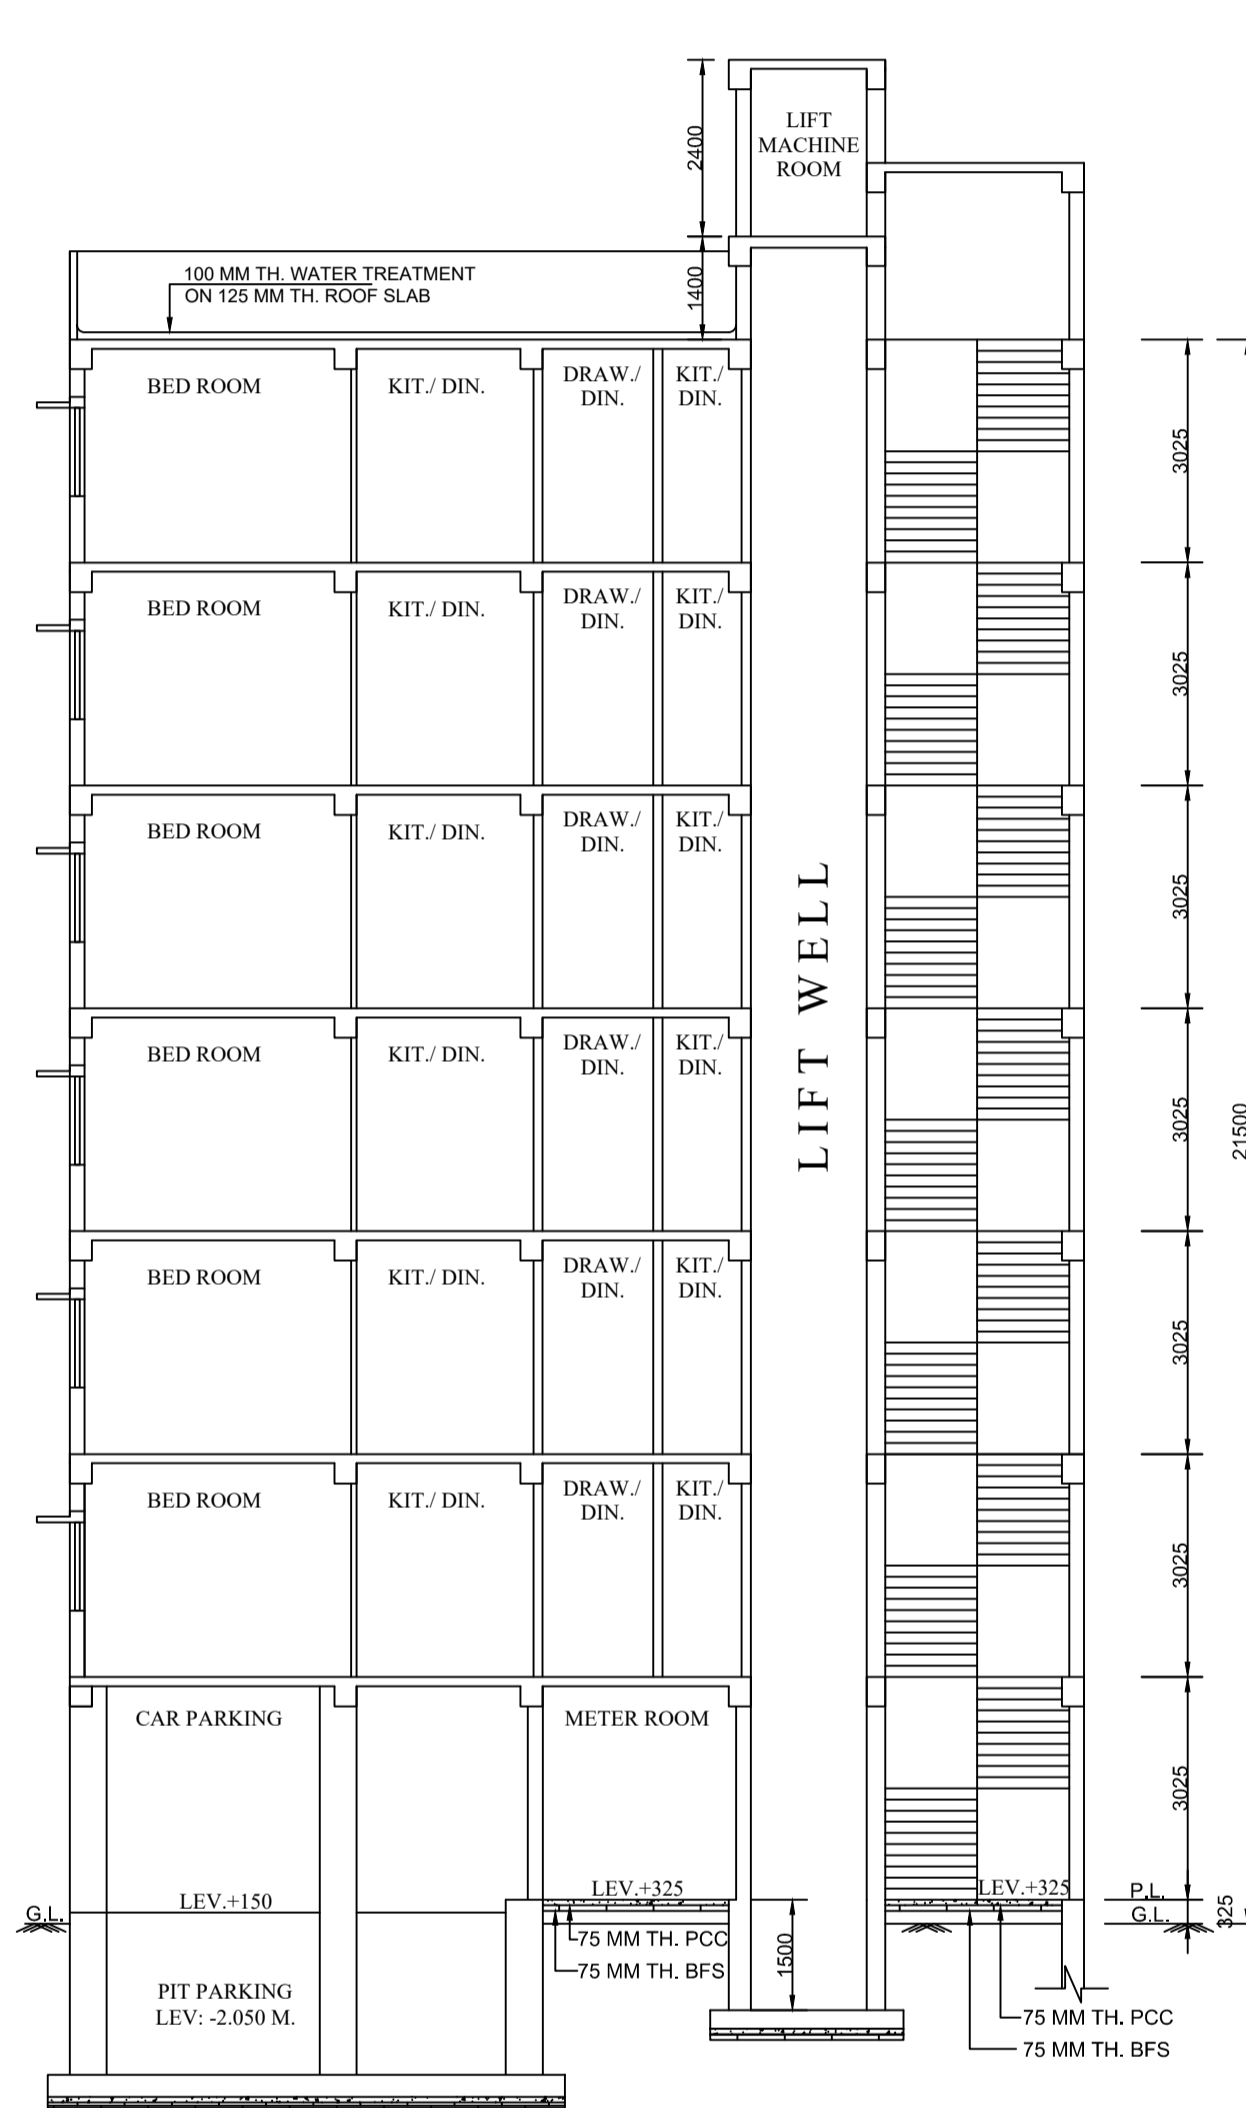 LIFT
MACHINE
ROOM
2400
1400
100 MM TH. WATER TREATMENT
ON 125 MM TH. ROOF SLAB
BED ROOM
KIT./ DIN.
DRAW./
DIN.
KIT./
DIN.
3025
BED ROOM
KIT./ DIN.
DRAW./
DIN.
KIT./
DIN.
3025
BED ROOM
KIT./ DIN.
DRAW./
DIN.
KIT./
DIN.
3025
LIFT WELL
BED ROOM
KIT./ DIN.
DRAW./
DIN.
KIT./
DIN.
3025
21500
BED ROOM
KIT./ DIN.
DRAW./
DIN.
KIT./
DIN.
3025
BED ROOM
KIT./ DIN.
DRAW./
DIN.
KIT./
DIN.
3025
CAR PARKING
METER ROOM
3025
LEV.+150
LEV.+325
LEV.+325
P.L.
G.L.
G.L.
325
75 MM TH. PCC
75 MM TH. BFS
1500
PIT PARKING
LEV: -2.050 M.
75 MM TH. PCC
75 MM TH. BFS